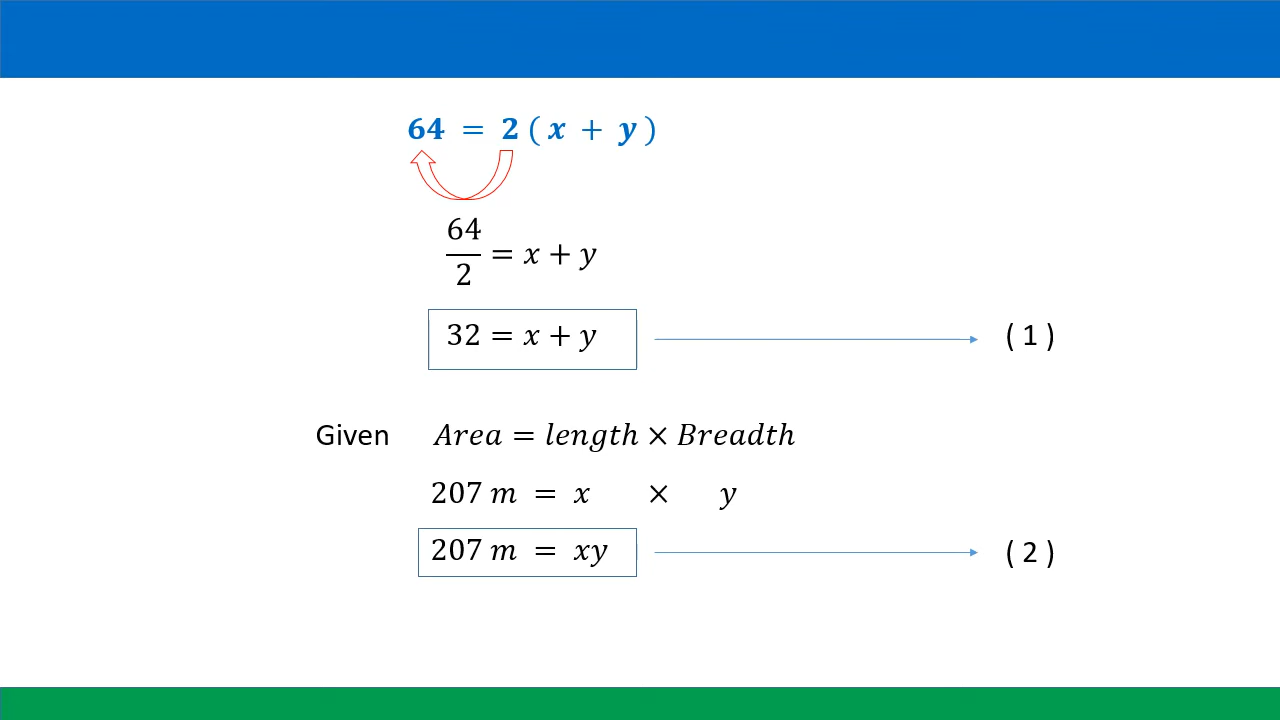 64 = 2 ( x + y )
64/2 = x + y
32 = x + y ( 1 )
Given Area = length × Breadth
207 m = x × y
207 m = xy ( 2 )